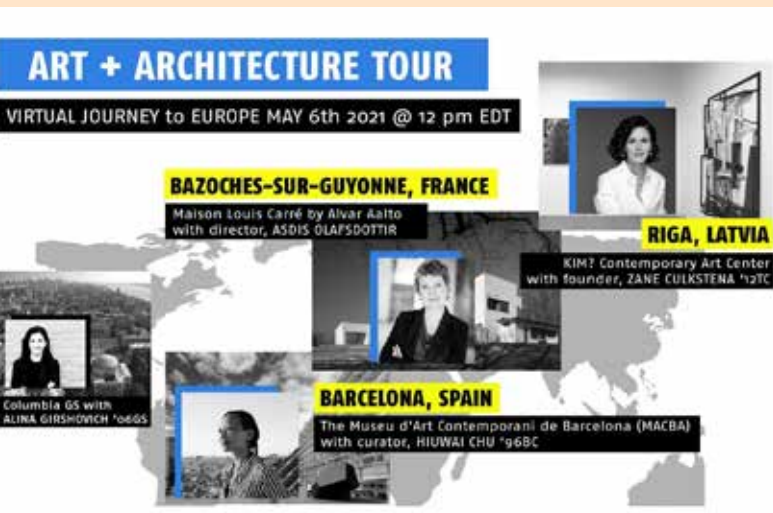 ART + ARCHITECTURE TOUR
VIRTUAL JOURNEY to EUROPE MAY 6th 2021 @ 12 pm EDT
BAZOCHES-SUR-GUYONNE, FRANCE
Maison Louis Carré by Alvar Aalto
with director, ASDIS OLAFSDOTTIR
RIGA, LATVIA
KIM? Contemporary Art Center
with founder, ZANE CULKSTENA '12TC
Columbia GS with
ALINA GIRSHOVICH '06GS
BARCELONA, SPAIN
The Museu d'Art Contemporani de Barcelona (MACBA)
with curator, HIUWAI CHU '96BC